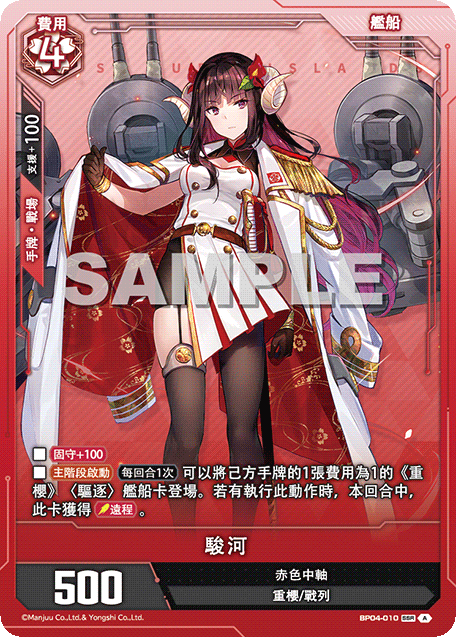 費用
4
艦船
手牌・戰場 支援+100
SAMPLE
固守+100
主階段啟動 每回合1次 可以將己方手牌的1張費用為1的《重
櫻》〈驅逐〉艦船卡登場。若有執行此動作時，本回合中，
此卡獲得 遠程 。
駿河
500
赤色中軸
重櫻/戰列
©Manjuu Co.,Ltd.& Yongshi Co.,Ltd.
BP04-010 SSR A